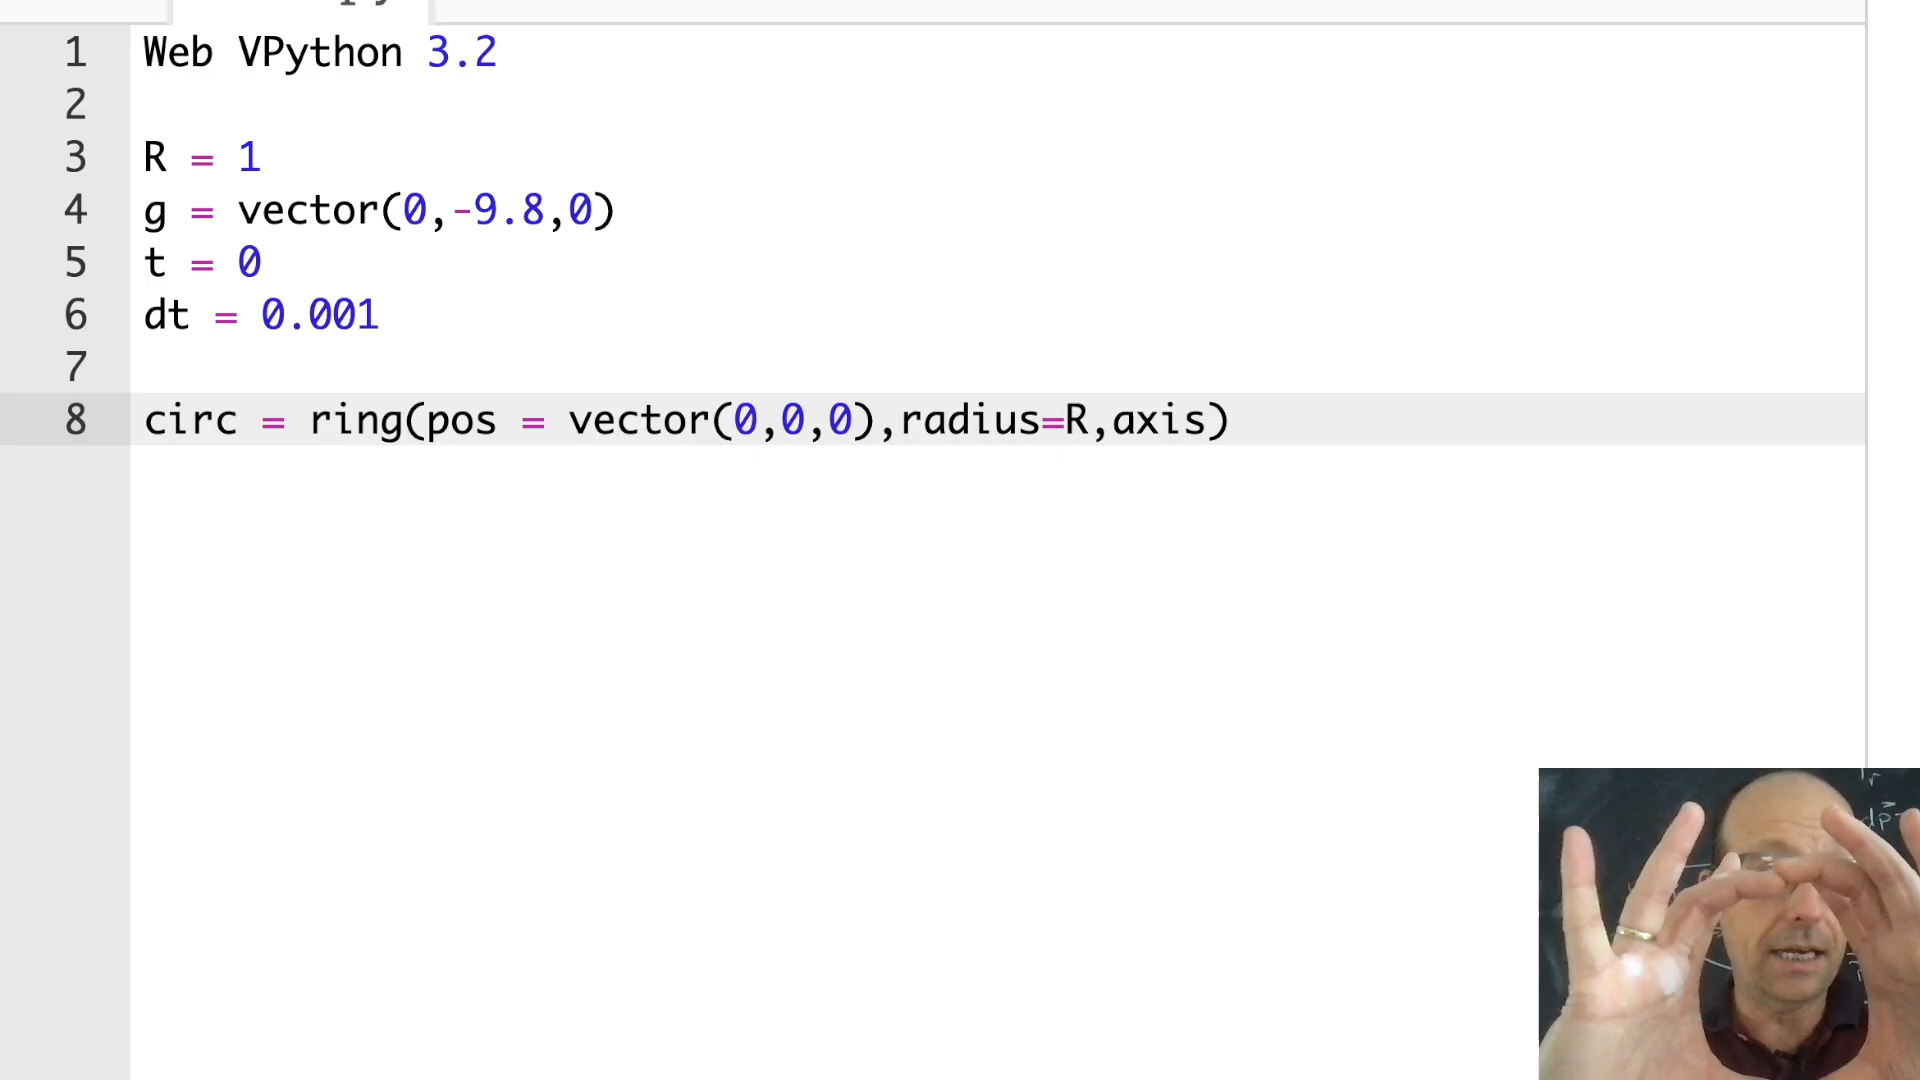 1 Web VPython 3.2
2
3 R = 1
4 g = vector(0,-9.8,0)
5 t = 0
6 dt = 0.001
7
8 circ = ring(pos = vector(0,0,0),radius=R,axis)